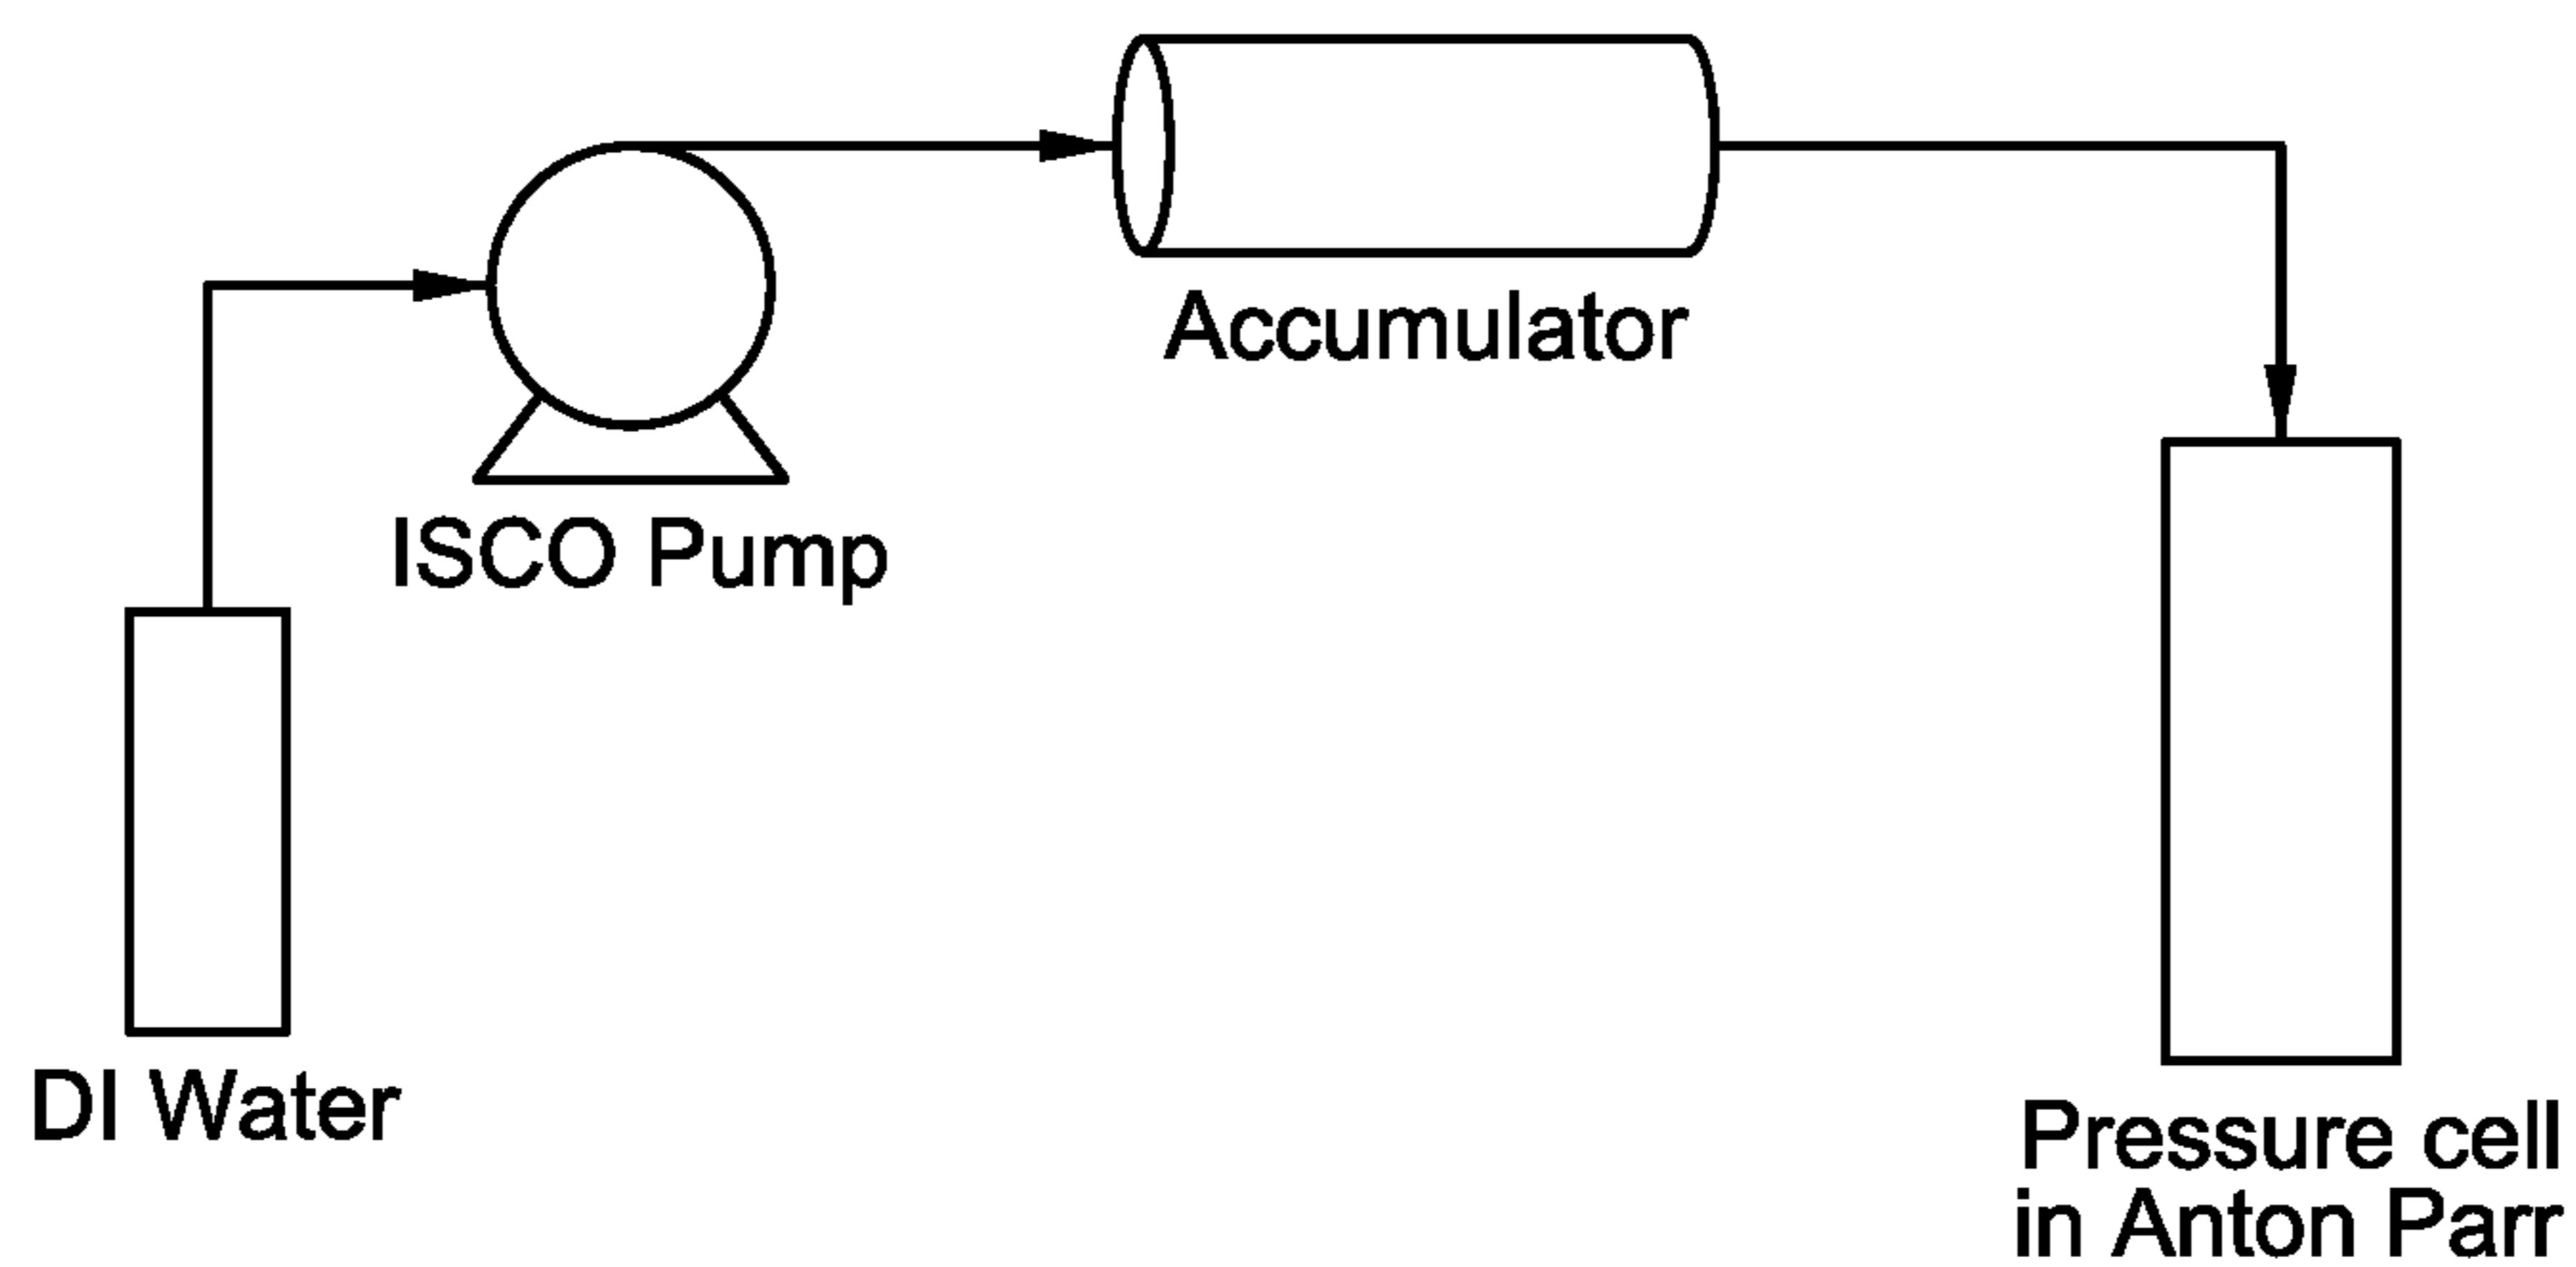 Accumulator
ISCO Pump
DI Water
Pressure cell
in Anton Parr